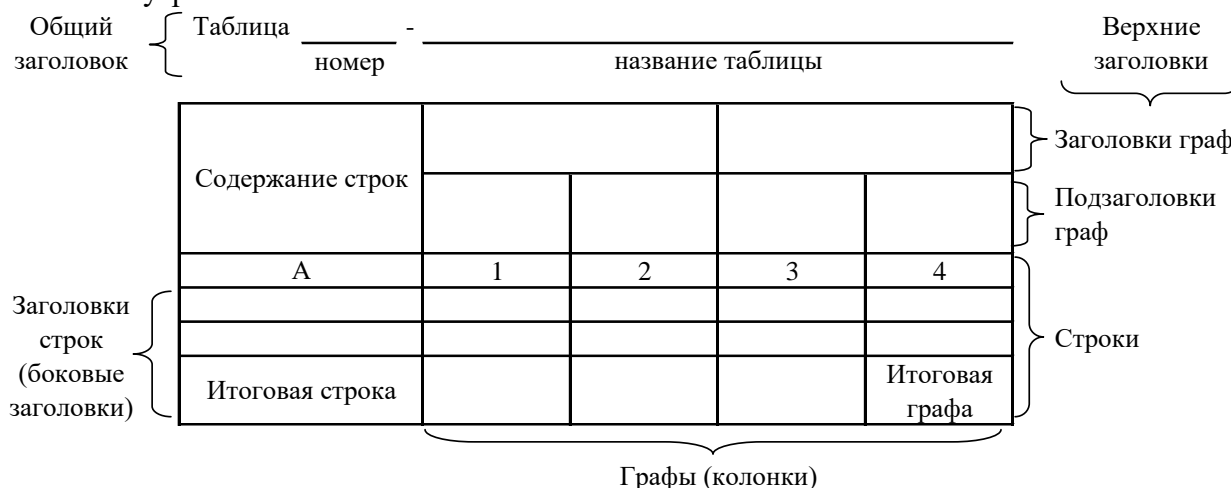 Общий
заголовок
Таблица -
номер
название таблицы
Верхние
заголовки
Содержание строк
Заголовки граф
Подзаголовки
граф
А 1 2 3 4
Заголовки
строк
(боковые
заголовки)
Строки
Итоговая строка
Итоговая
графа
Графы (колонки)